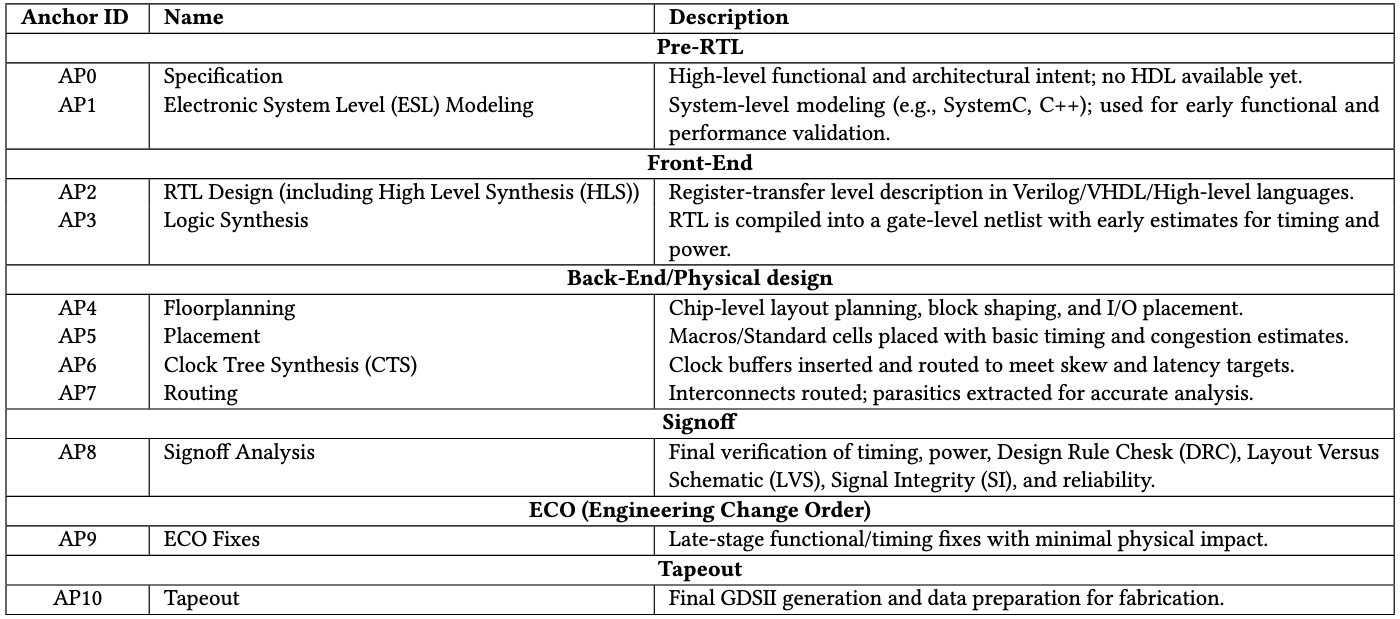 Anchor ID Name Description
Pre-RTL
AP0 Specification High-level functional and architectural intent; no HDL available yet.
AP1 Electronic System Level (ESL) Modeling System-level modeling (e.g., SystemC, C++); used for early functional and
performance validation.
Front-End
AP2 RTL Design (including High Level Synthesis (HLS)) Register-transfer level description in Verilog/VHDL/High-level languages.
AP3 Logic Synthesis RTL is compiled into a gate-level netlist with early estimates for timing and
power.
Back-End/Physical design
AP4 Floorplanning Chip-level layout planning, block shaping, and I/O placement.
AP5 Placement Macros/Standard cells placed with basic timing and congestion estimates.
AP6 Clock Tree Synthesis (CTS) Clock buffers inserted and routed to meet skew and latency targets.
AP7 Routing Interconnects routed; parasitics extracted for accurate analysis.
Signoff
AP8 Signoff Analysis Final verification of timing, power, Design Rule Chesk (DRC), Layout Versus
Schematic (LVS), Signal Integrity (SI), and reliability.
ECO (Engineering Change Order)
AP9 ECO Fixes Late-stage functional/timing fixes with minimal physical impact.
Tapeout
AP10 Tapeout Final GDSII generation and data preparation for fabrication.